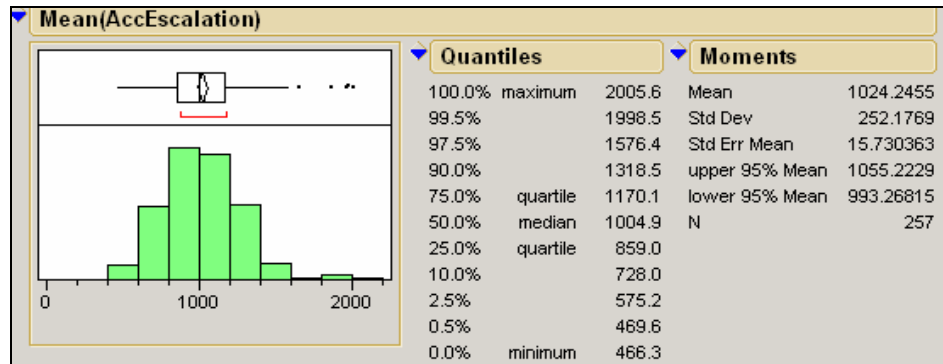 Mean(AccEscalation)
0 1000 2000
Quantiles
100.0% maximum 2005.6
99.5% 1998.5
97.5% 1576.4
90.0% 1318.5
75.0% quartile 1170.1
50.0% median 1004.9
25.0% quartile 859.0
10.0% 728.0
2.5% 575.2
0.5% 469.6
0.0% minimum 466.3
Moments
Mean 1024.2455
Std Dev 252.1769
Std Err Mean 15.730363
upper 95% Mean 1055.2229
lower 95% Mean 993.26815
N 257